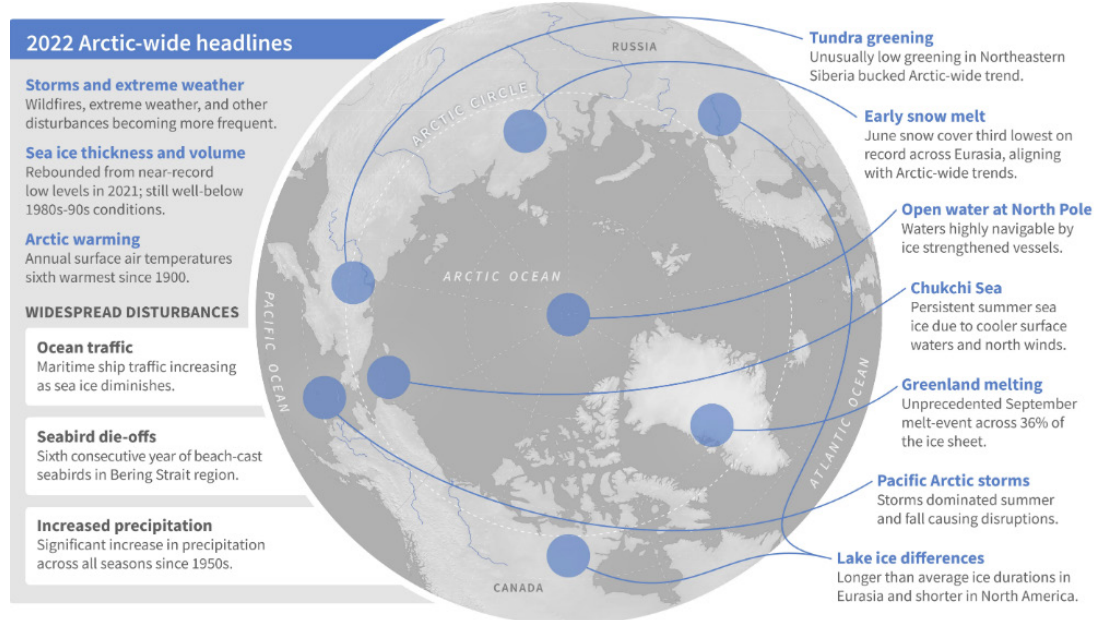 2022 Arctic-wide headlines
Storms and extreme weather
Wildfires, extreme weather, and other
disturbances becoming more frequent.
Sea ice thickness and volume
Rebounded from near-record
low levels in 2021; still well-below
1980s-90s conditions.
Arctic warming
Annual surface air temperatures
sixth warmest since 1900.
WIDESPREAD DISTURBANCES
Ocean traffic
Maritime ship traffic increasing
as sea ice diminishes.
Seabird die-offs
Sixth consecutive year of beach-cast
seabirds in Bering Strait region.
Increased precipitation
Significant increase in precipitation
across all seasons since 1950s.
RUSSIA
ARCTIC CIRCLE
ARCTIC OCEAN
PACIFIC OCEAN
ATLANTIC OCEAN
CANADA
Tundra greening
Unusually low greening in Northeastern
Siberia bucked Arctic-wide trend.
Early snow melt
June snow cover third lowest on
record across Eurasia, aligning
with Arctic-wide trends.
Open water at North Pole
Waters highly navigable by
ice strengthened vessels.
Chukchi Sea
Persistent summer sea
ice due to cooler surface
waters and north winds.
Greenland melting
Unprecedented September
melt-event across 36% of
the ice sheet.
Pacific Arctic storms
Storms dominated summer
and fall causing disruptions.
Lake ice differences
Longer than average ice durations in
Eurasia and shorter in North America.